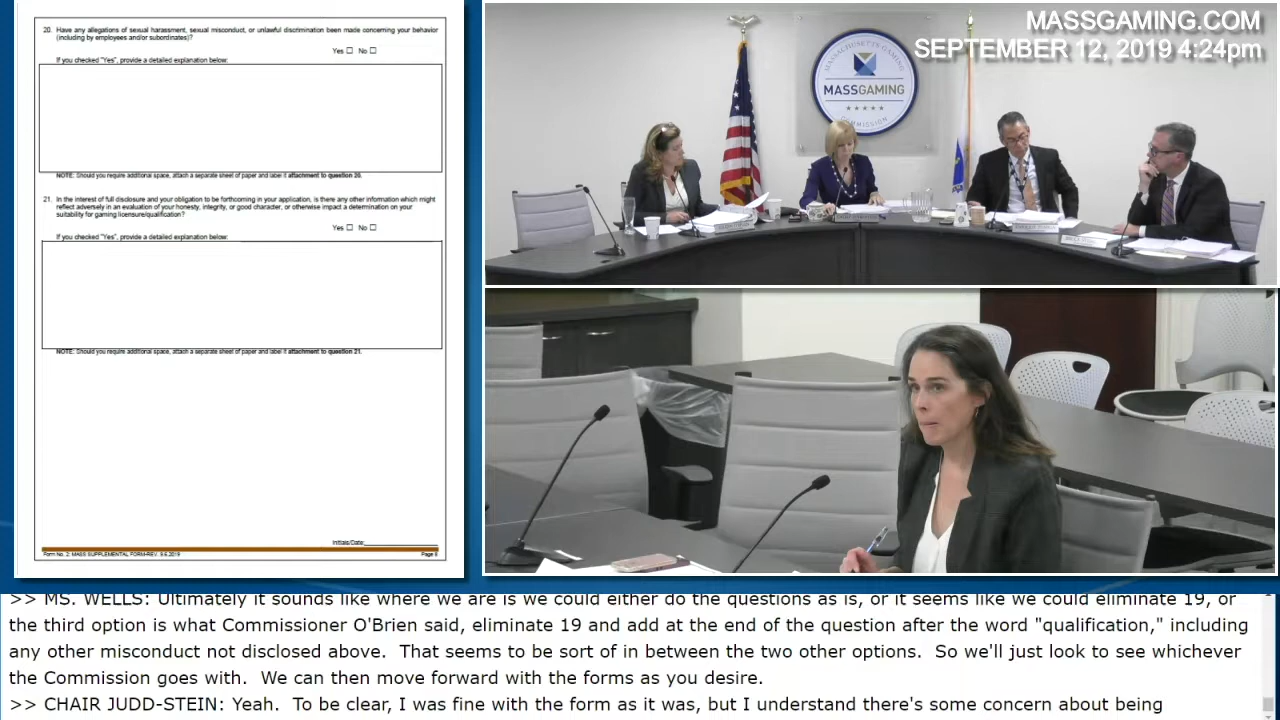 20. Have any allegations of sexual harassment, sexual misconduct, or unlawful discrimination been made concerning your behavior
(including by employees and/or subordinates)?
Yes ☐ No ☐
If you checked "Yes", provide a detailed explanation below:
NOTE: Should you require additional space, attach a separate sheet of paper and label it attachment to question 20.
21. In the interest of full disclosure and your obligation to be forthcoming in your application, is there any other information which might
reflect adversely in an evaluation of your honesty, integrity, or good character, or otherwise impact a determination on your
suitability for gaming licensure/qualification?
Yes ☐ No ☐
If you checked "Yes", provide a detailed explanation below:
NOTE: Should you require additional space, attach a separate sheet of paper and label it attachment to question 21.
Initials/Date:
Form No. 2: MASS SUPPLEMENTAL FORM-REV. 9.6.2019
MASSGAMING.COM
SEPTEMBER 12, 2019 4:24pm
MASSACHUSETTS GAMING
MASSGAMING
COMMISSION
>> MS. WELLS: Ultimately it sounds like where we are is we could either do the questions as is, or it seems like we could eliminate 19, or
the third option is what Commissioner O'Brien said, eliminate 19 and add at the end of the question after the word "qualification," including
any other misconduct not disclosed above. That seems to be sort of in between the two other options. So we'll just look to see whichever
the Commission goes with. We can then move forward with the forms as you desire.
>> CHAIR JUDD-STEIN: Yeah. To be clear, I was fine with the form as it was, but I understand there's some concern about being